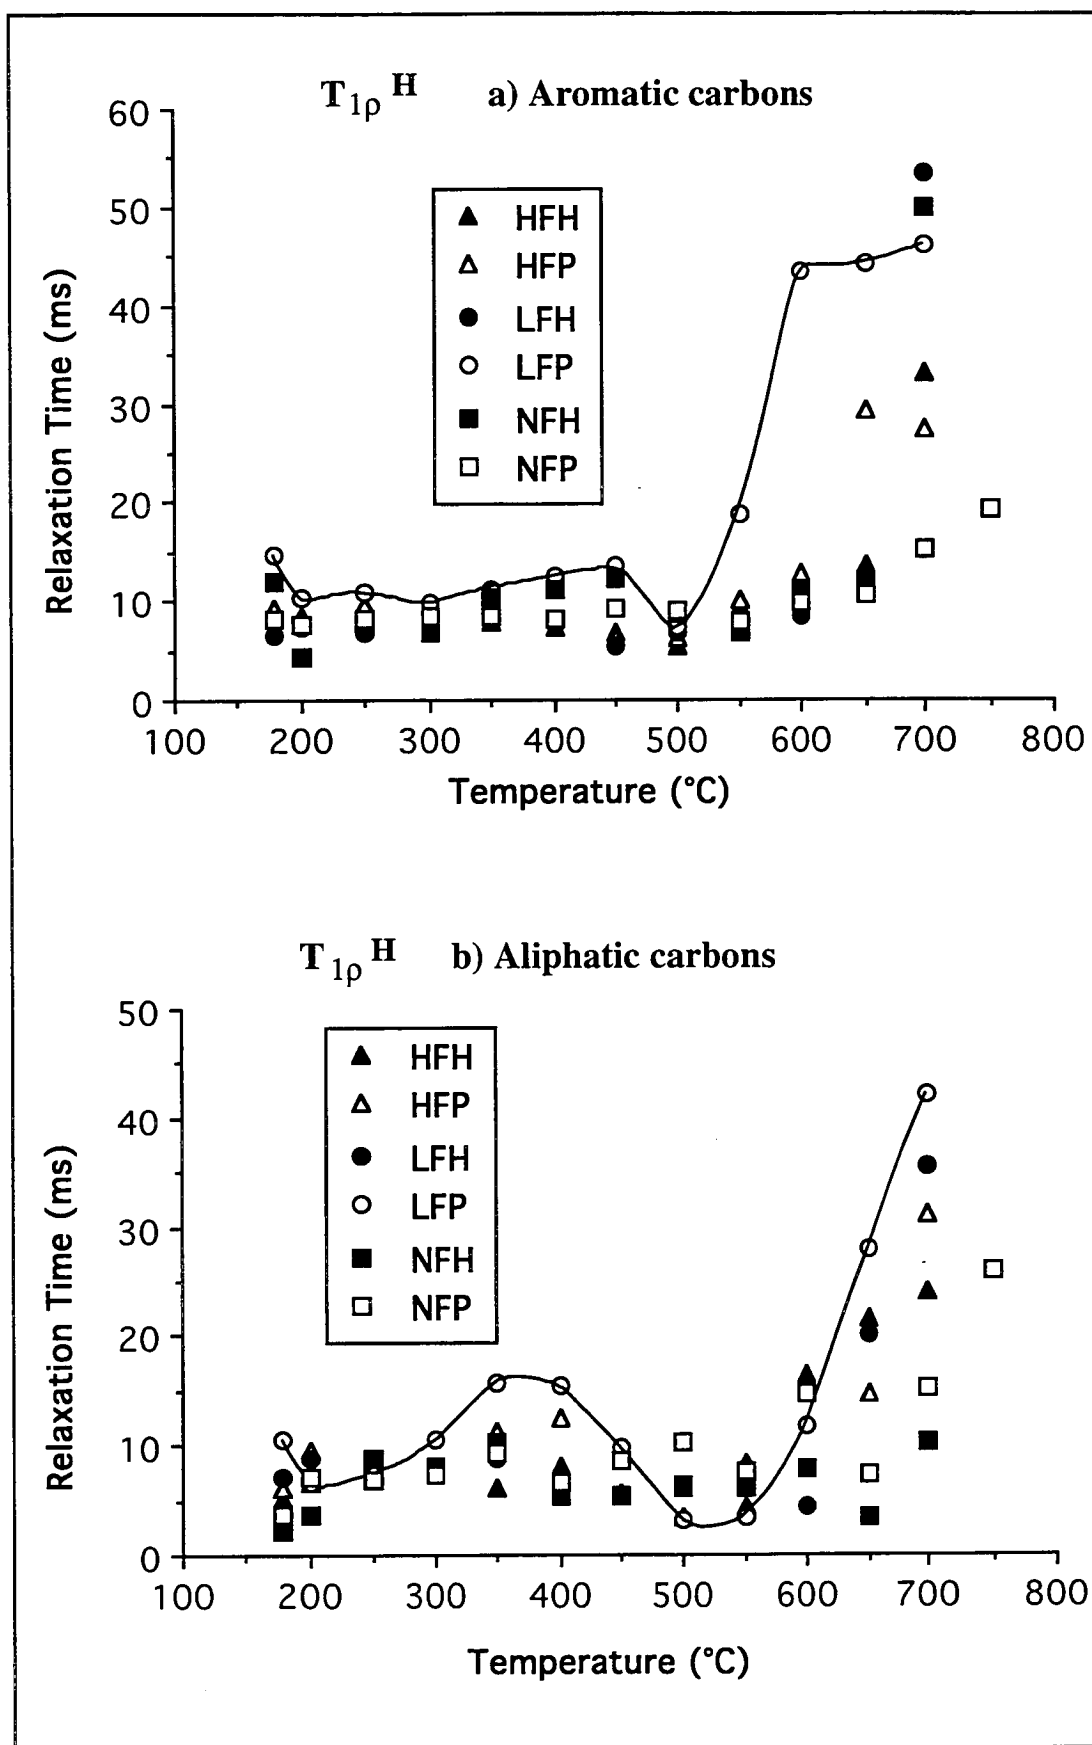 T1ρ H a) Aromatic carbons
60
50
40
30
20
10
0
Relaxation Time (ms)
HFH
HFP
LFH
LFP
NFH
NFP
100 200 300 400 500 600 700 800
Temperature (°C)
T1ρ H b) Aliphatic carbons
50
40
30
20
10
0
Relaxation Time (ms)
HFH
HFP
LFH
LFP
NFH
NFP
100 200 300 400 500 600 700 800
Temperature (°C)